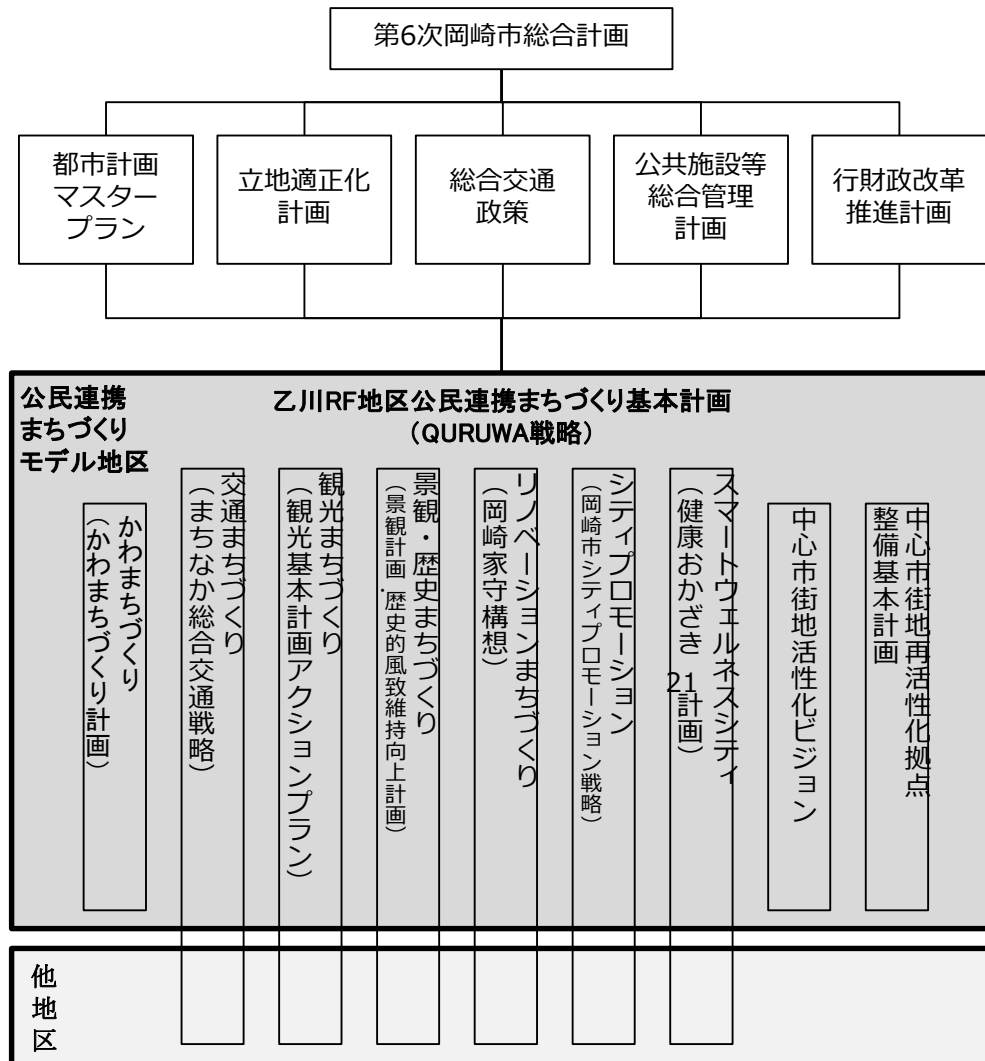 第6次岡崎市総合計画
都市計画
マスター
プラン
立地適正化
計画
総合交通
政策
公共施設等
総合管理
計画
行財政改革
推進計画
公民連携
まちづくり
モデル地区
乙川RF地区公民連携まちづくり基本計画
（QURUWA戦略）
かわまちづくり
（かわまちづくり計画）
交通まちづくり
（まちなか総合交通戦略）
観光まちづくり
（観光基本計画アクションプラン）
景観・歴史まちづくり
（景観計画・歴史的風致維持向上計画）
リノベーションまちづくり
（岡崎家守構想）
シティプロモーション
（岡崎市シティプロモーション戦略）
スマートウェルネスシティ
（健康おかざき21計画）
中心市街地活性化ビジョン
中心市街地再活性化拠点
整備基本計画
他地区